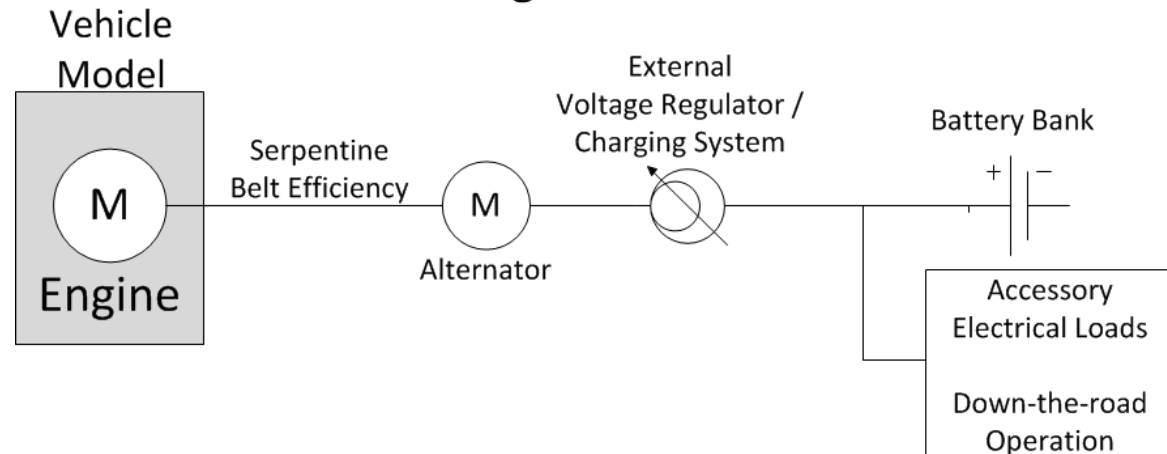 Vehicle
Model
M
Engine
Serpentine
Belt Efficiency
M
Alternator
External
Voltage Regulator /
Charging System
Battery Bank
+ −
Accessory
Electrical Loads
Down-the-road
Operation